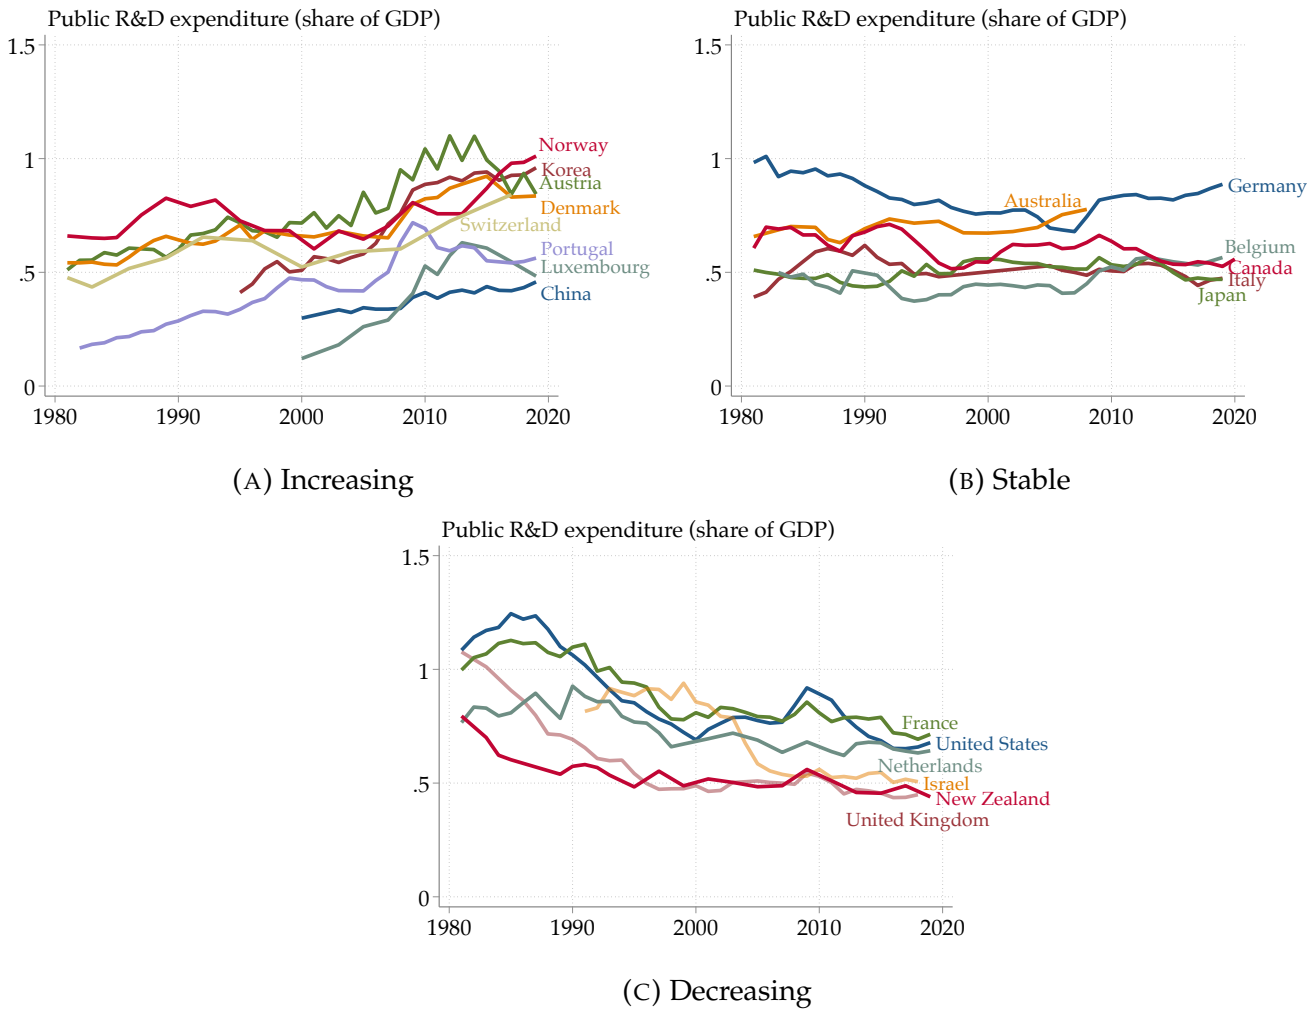 Public R&D expenditure (share of GDP)
1.5
1
.5
0
Norway
Korea
Austria
Denmark
Switzerland
Portugal
Luxembourg
China
1980 1990 2000 2010 2020
(A) Increasing
Public R&D expenditure (share of GDP)
1.5
1
.5
0
Germany
Australia
Belgium
Canada
Italy
Japan
1980 1990 2000 2010 2020
(B) Stable
Public R&D expenditure (share of GDP)
1.5
1
.5
0
France
United States
Netherlands
Israel
New Zealand
United Kingdom
1980 1990 2000 2010 2020
(C) Decreasing